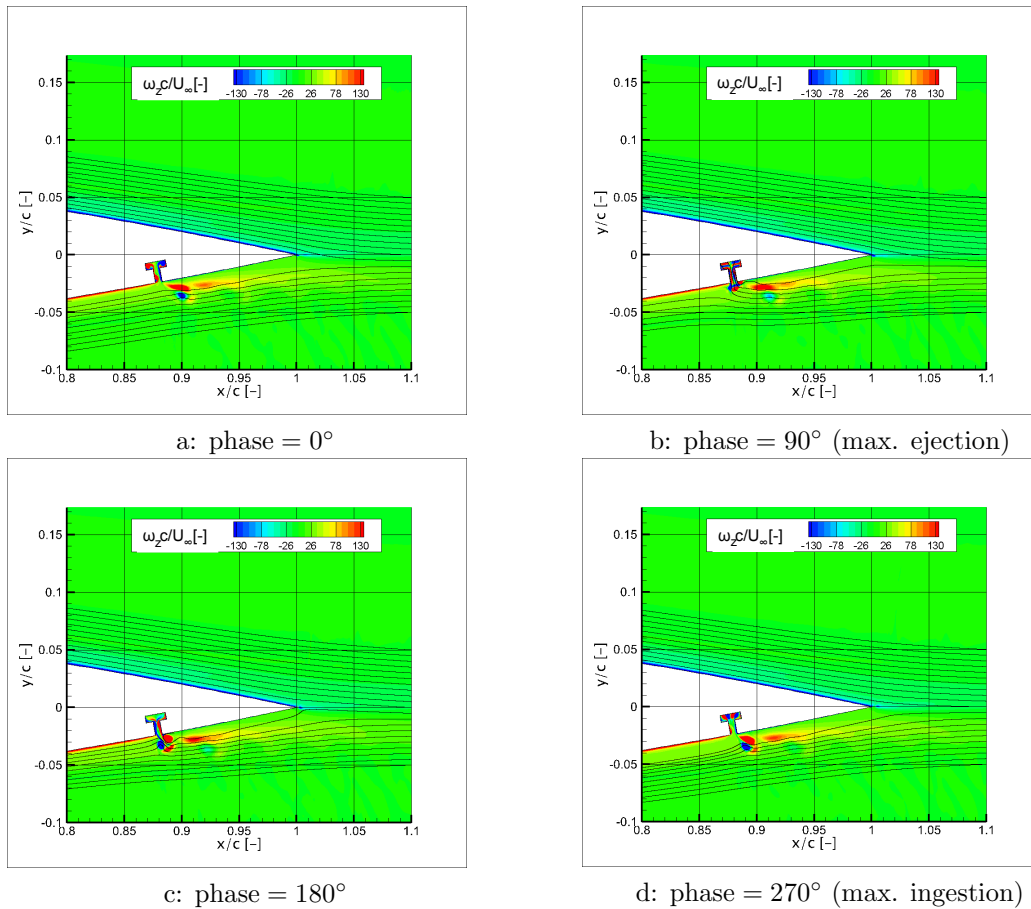 ω_z c/U_∞[-]
-130 -78 -26 26 78 130
0.15
0.1
0.05
0
-0.05
-0.1
y/c [-]
0.8 0.85 0.9 0.95 1 1.05 1.1
x/c [-]
a: phase = 0°
ω_z c/U_∞[-]
-130 -78 -26 26 78 130
0.15
0.1
0.05
0
-0.05
-0.1
y/c [-]
0.8 0.85 0.9 0.95 1 1.05 1.1
x/c [-]
b: phase = 90° (max. ejection)
ω_z c/U_∞[-]
-130 -78 -26 26 78 130
0.15
0.1
0.05
0
-0.05
-0.1
y/c [-]
0.8 0.85 0.9 0.95 1 1.05 1.1
x/c [-]
c: phase = 180°
ω_z c/U_∞[-]
-130 -78 -26 26 78 130
0.15
0.1
0.05
0
-0.05
-0.1
y/c [-]
0.8 0.85 0.9 0.95 1 1.05 1.1
x/c [-]
d: phase = 270° (max. ingestion)